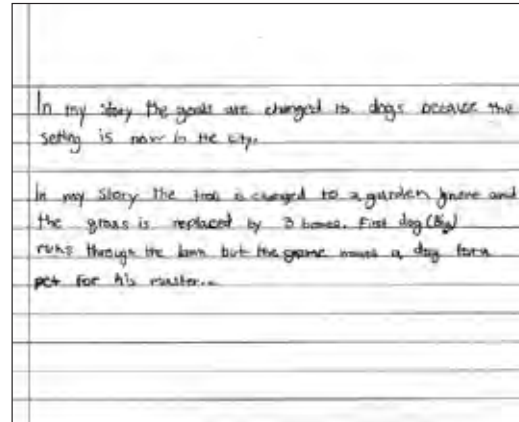 In my story the goats are changed to dogs because the
setting is now in the city.
In my story the troll is changed to a garden gnome and
the grass is replaced by 3 bones. First dog (Big)
runs through the lawn but the gnome wants a dog for a
pet for his master...